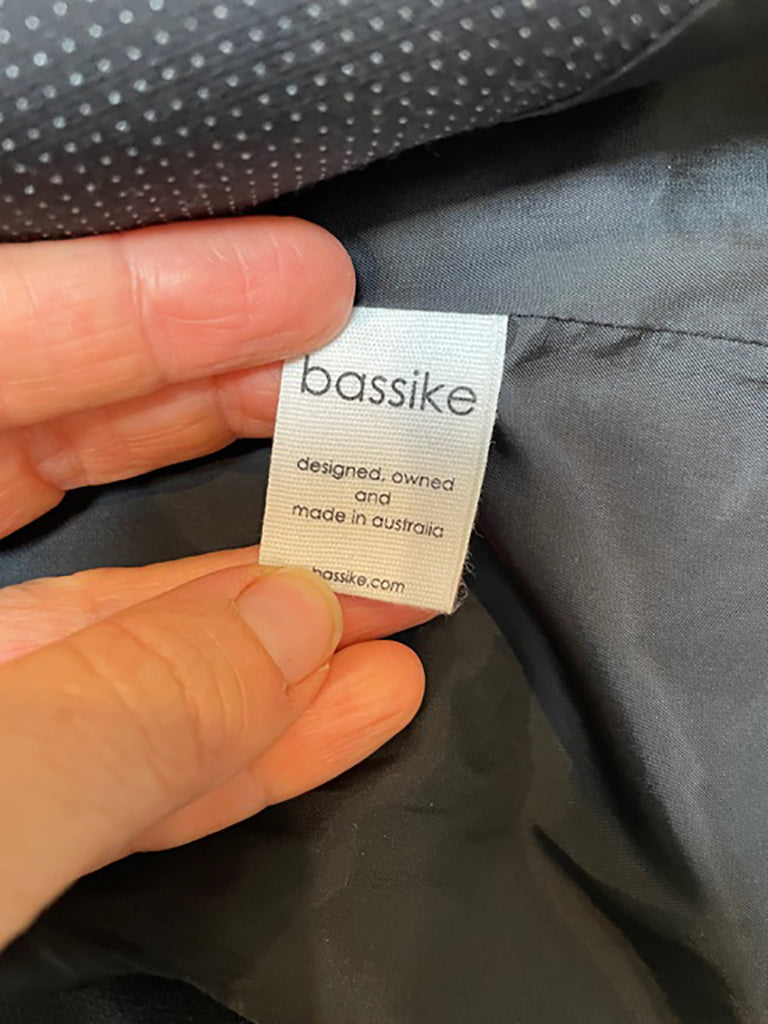 bassike
designed, owned
and
made in australia
bassike.com